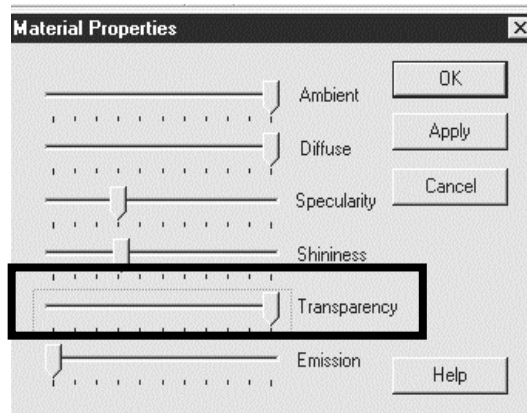 Material Properties
Ambient
OK
Diffuse
Apply
Specularity
Cancel
Shininess
Transparency
Emission
Help